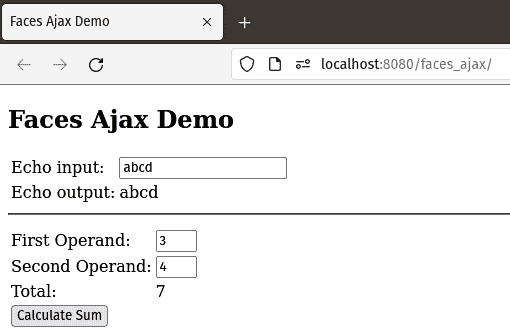 Faces Ajax Demo
localhost:8080/faces_ajax/
Faces Ajax Demo
Echo input: abcd
Echo output: abcd
First Operand: 3
Second Operand: 4
Total: 7
Calculate Sum